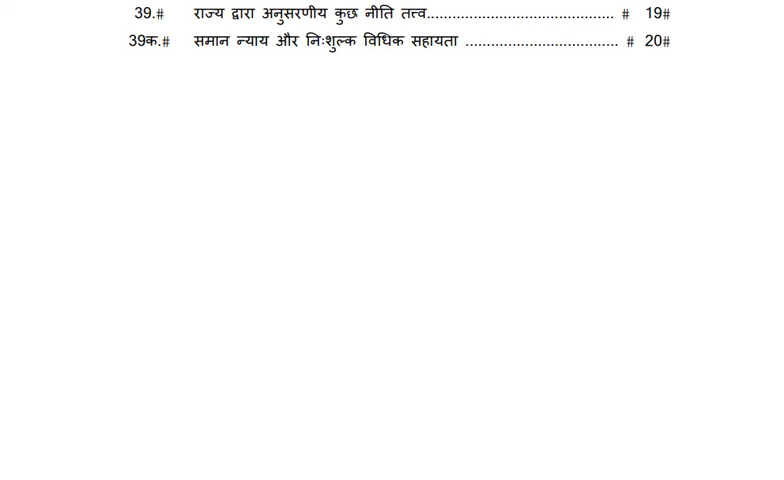 39.# राज्य द्वारा अनुसरणीय कुछ नीति तत्त्व............................................ # 19#
39क.# समान न्याय और निःशुल्क विधिक सहायता .................................... # 20#